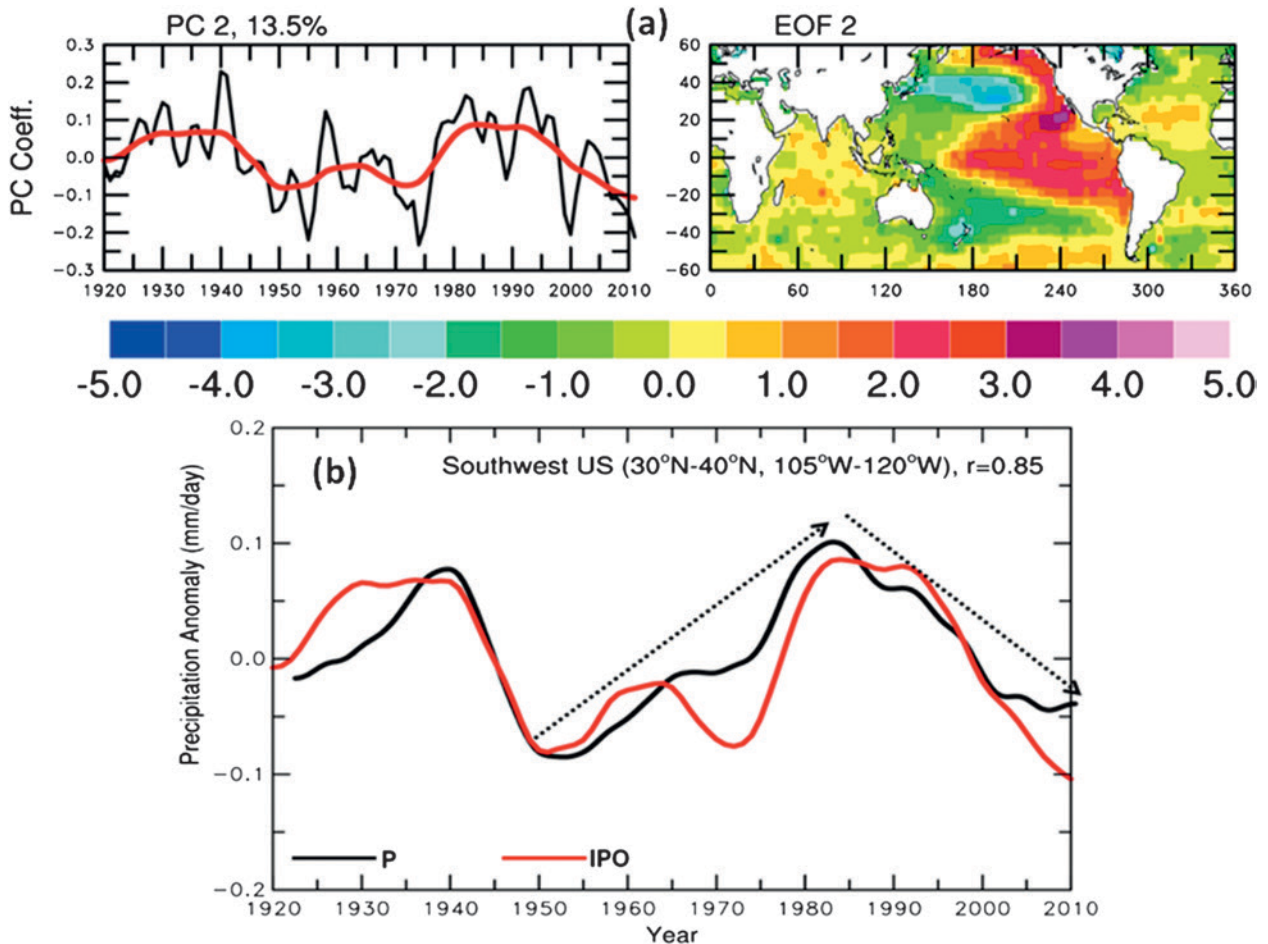 PC 2, 13.5%
(a)
EOF 2
PC Coeff.
0.3
0.2
0.1
0.0
-0.1
-0.2
-0.3
1920 1930 1940 1950 1960 1970 1980 1990 2000 2011
60
40
20
0
-20
-40
-60
0 60 120 180 240 300 360
-5.0 -4.0 -3.0 -2.0 -1.0 0.0 1.0 2.0 3.0 4.0 5.0
(b)
Southwest US (30°N-40°N, 105°W-120°W), r=0.85
Precipitation Anomaly (mm/day)
0.2
0.1
0.0
-0.1
-0.2
P
IPO
1920 1930 1940 1950 1960 1970 1980 1990 2000 2010
Year